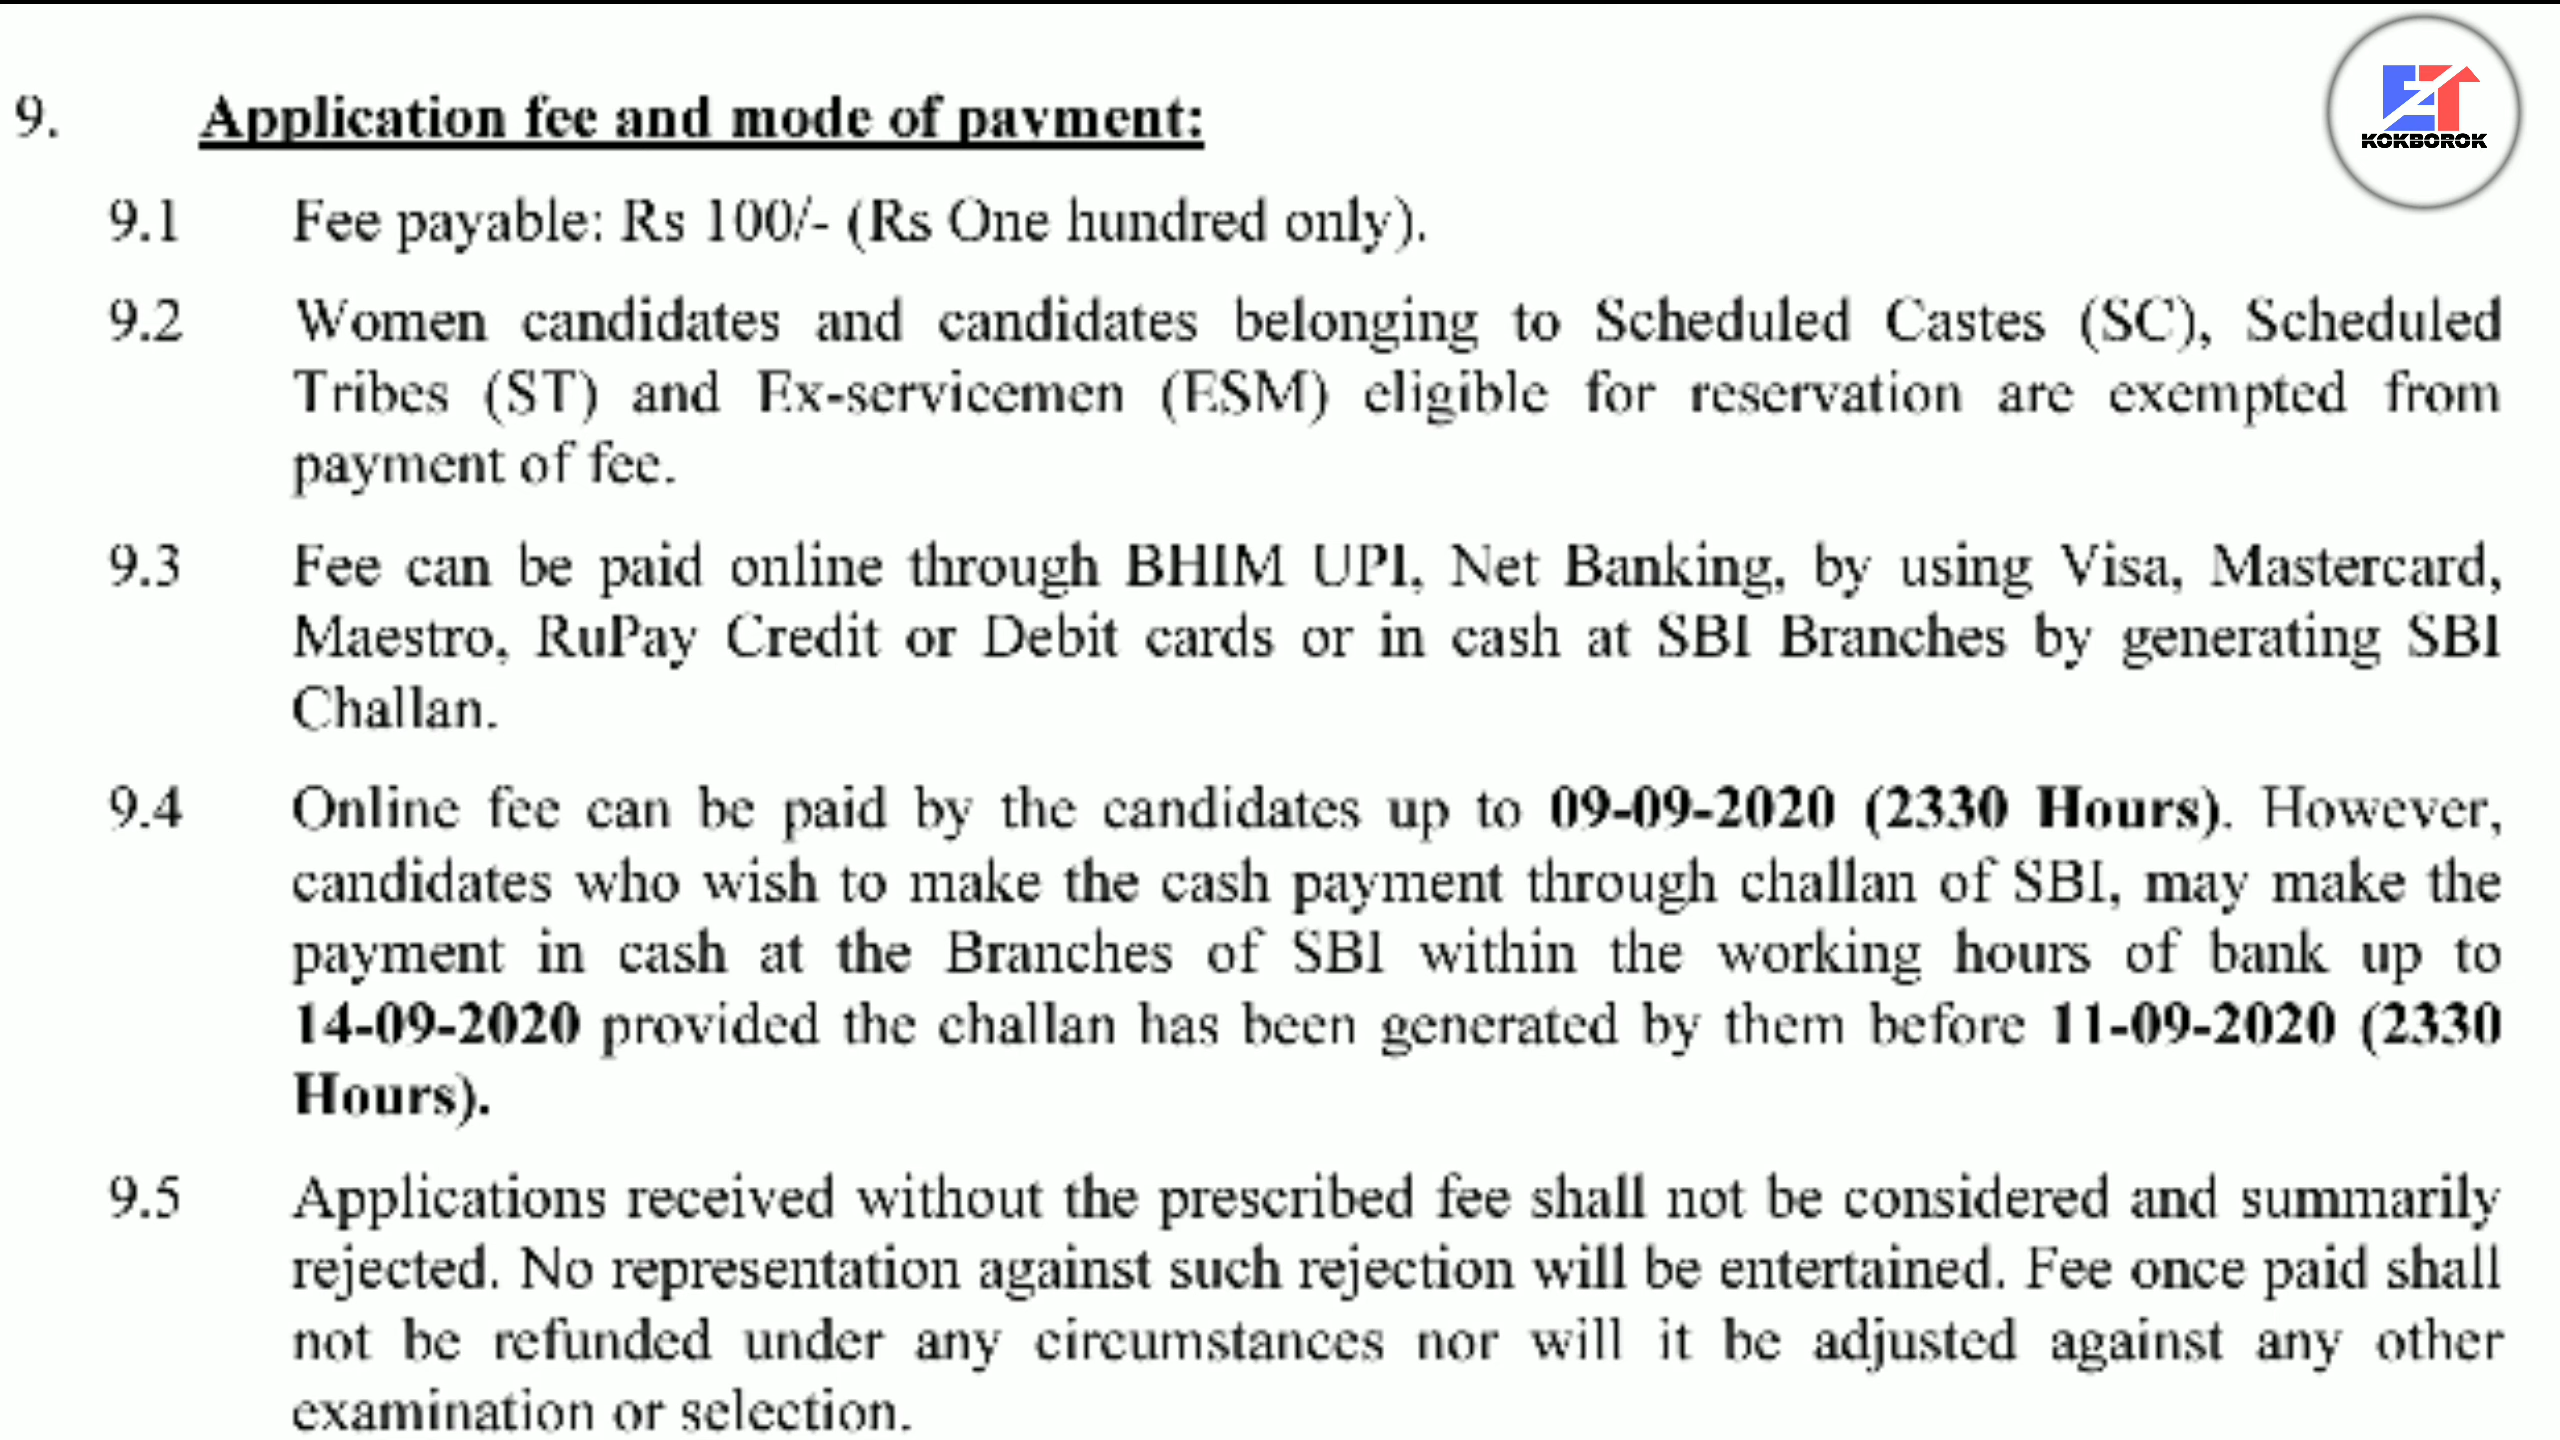 9. Application fee and mode of payment:
KOKBOROK
9.1 Fee payable: Rs 100/- (Rs One hundred only).
9.2 Women candidates and candidates belonging to Scheduled Castes (SC), Scheduled
Tribes (ST) and Ex-servicemen (ESM) eligible for reservation are exempted from
payment of fee.
9.3 Fee can be paid online through BHIM UPI, Net Banking, by using Visa, Mastercard,
Maestro, RuPay Credit or Debit cards or in cash at SBI Branches by generating SBI
Challan.
9.4 Online fee can be paid by the candidates up to 09-09-2020 (2330 Hours). However,
candidates who wish to make the cash payment through challan of SBI, may make the
payment in cash at the Branches of SBI within the working hours of bank up to
14-09-2020 provided the challan has been generated by them before 11-09-2020 (2330
Hours).
9.5 Applications received without the prescribed fee shall not be considered and summarily
rejected. No representation against such rejection will be entertained. Fee once paid shall
not be refunded under any circumstances nor will it be adjusted against any other
examination or selection.